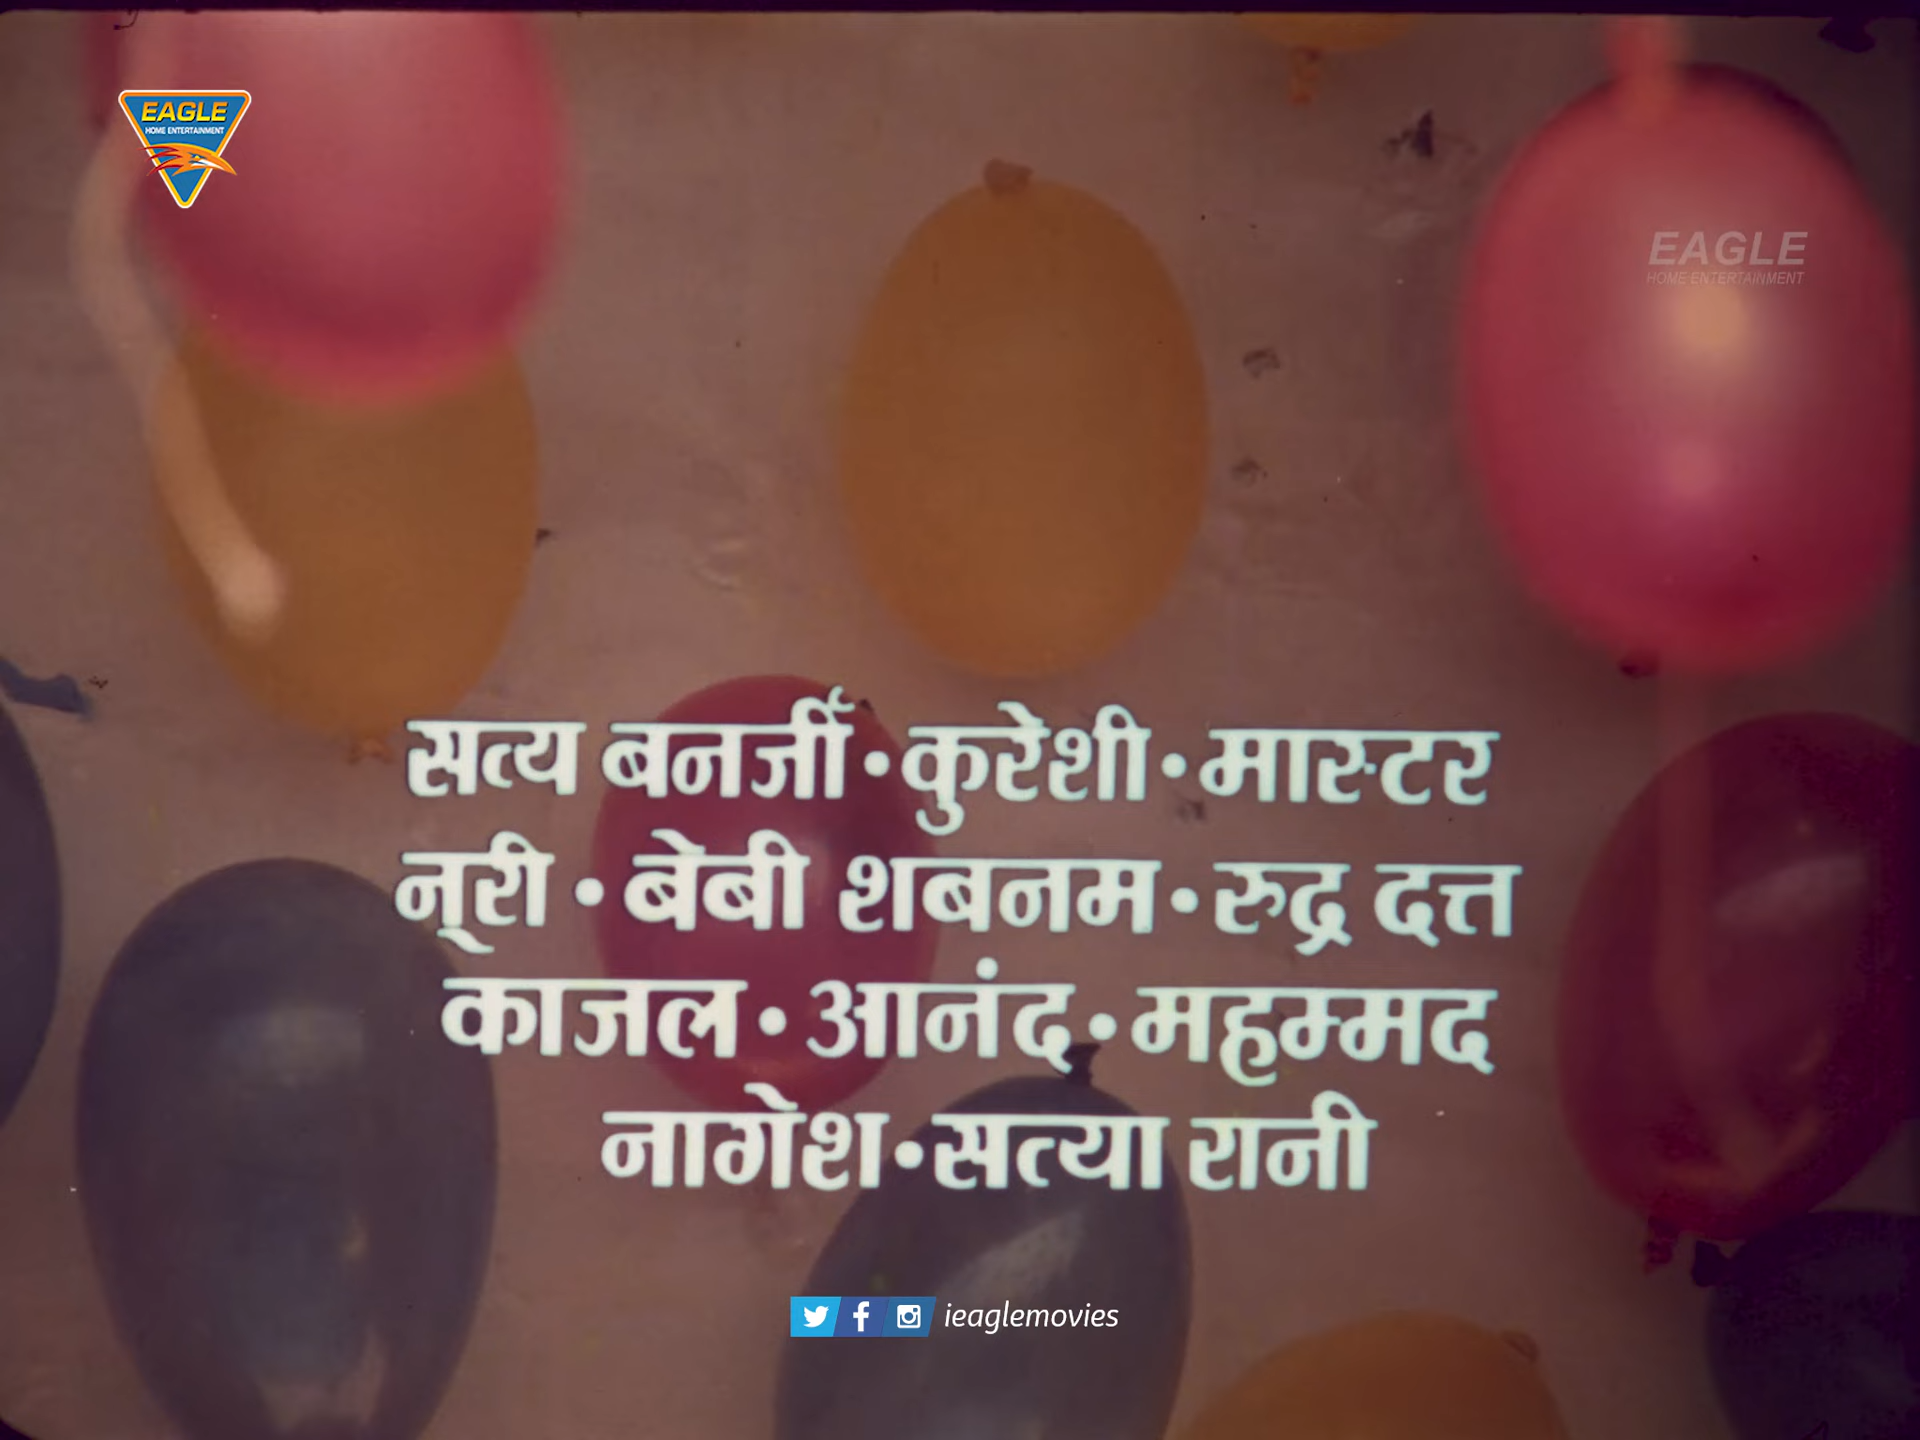 EAGLE
HOME ENTERTAINMENT
EAGLE
HOME ENTERTAINMENT
सत्य बनर्जी • कुरेशी • मास्टर
नूरी • बेबी शबनम • रुद्र दत्त
काजल • आनंद • महम्मद
नागेश • सत्या रानी
ieaglemovies